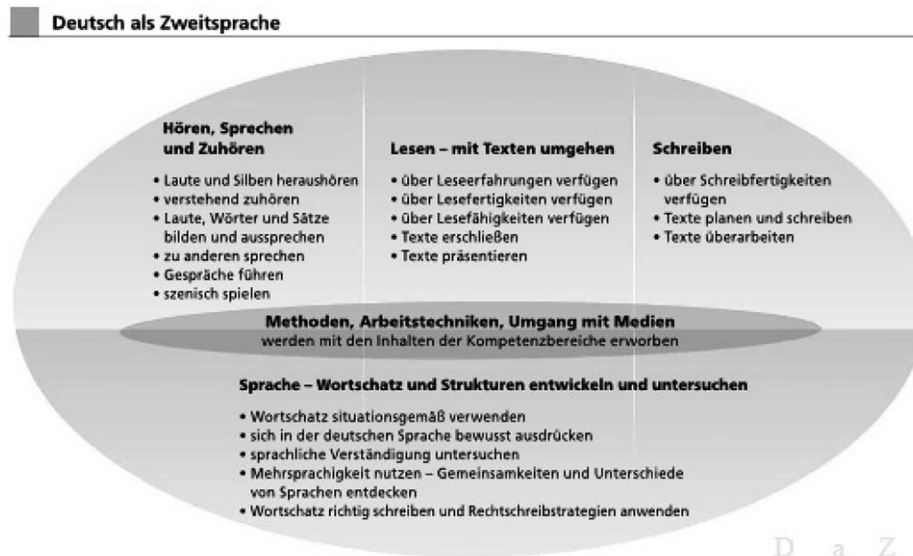 Deutsch als Zweitsprache
Hören, Sprechen
und Zuhören
• Laute und Silben heraushören
• verstehend zuhören
• Laute, Wörter und Sätze
bilden und aussprechen
• zu anderen sprechen
• Gespräche führen
• szenisch spielen
Lesen – mit Texten umgehen
• über Leseerfahrungen verfügen
• über Lesefertigkeiten verfügen
• über Lesefähigkeiten verfügen
• Texte erschließen
• Texte präsentieren
Schreiben
• über Schreibfertigkeiten
verfügen
• Texte planen und schreiben
• Texte überarbeiten
Methoden, Arbeitstechniken, Umgang mit Medien
werden mit den Inhalten der Kompetenzbereiche erworben
Sprache – Wortschatz und Strukturen entwickeln und untersuchen
• Wortschatz situationsgemäß verwenden
• sich in der deutschen Sprache bewusst ausdrücken
• sprachliche Verständigung untersuchen
• Mehrsprachigkeit nutzen – Gemeinsamkeiten und Unterschiede
von Sprachen entdecken
• Wortschatz richtig schreiben und Rechtschreibstrategien anwenden
D a Z